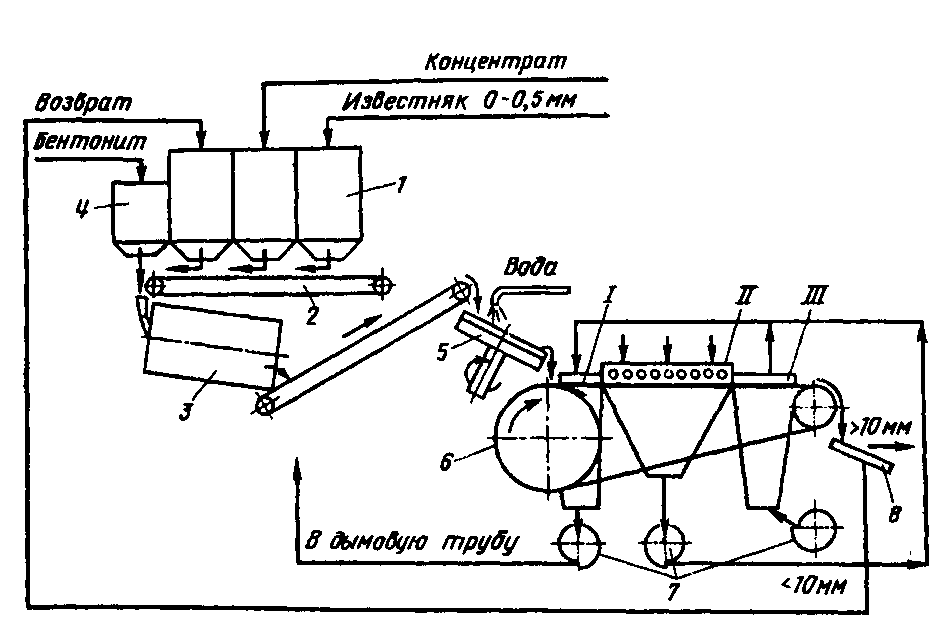 Концентрат
Известняк 0-0,5 мм
Возврат
Бентонит
4
1
Вода
2
I
II
III
5
3
>10 мм
6
8
В дымовую трубу
7
<10 мм